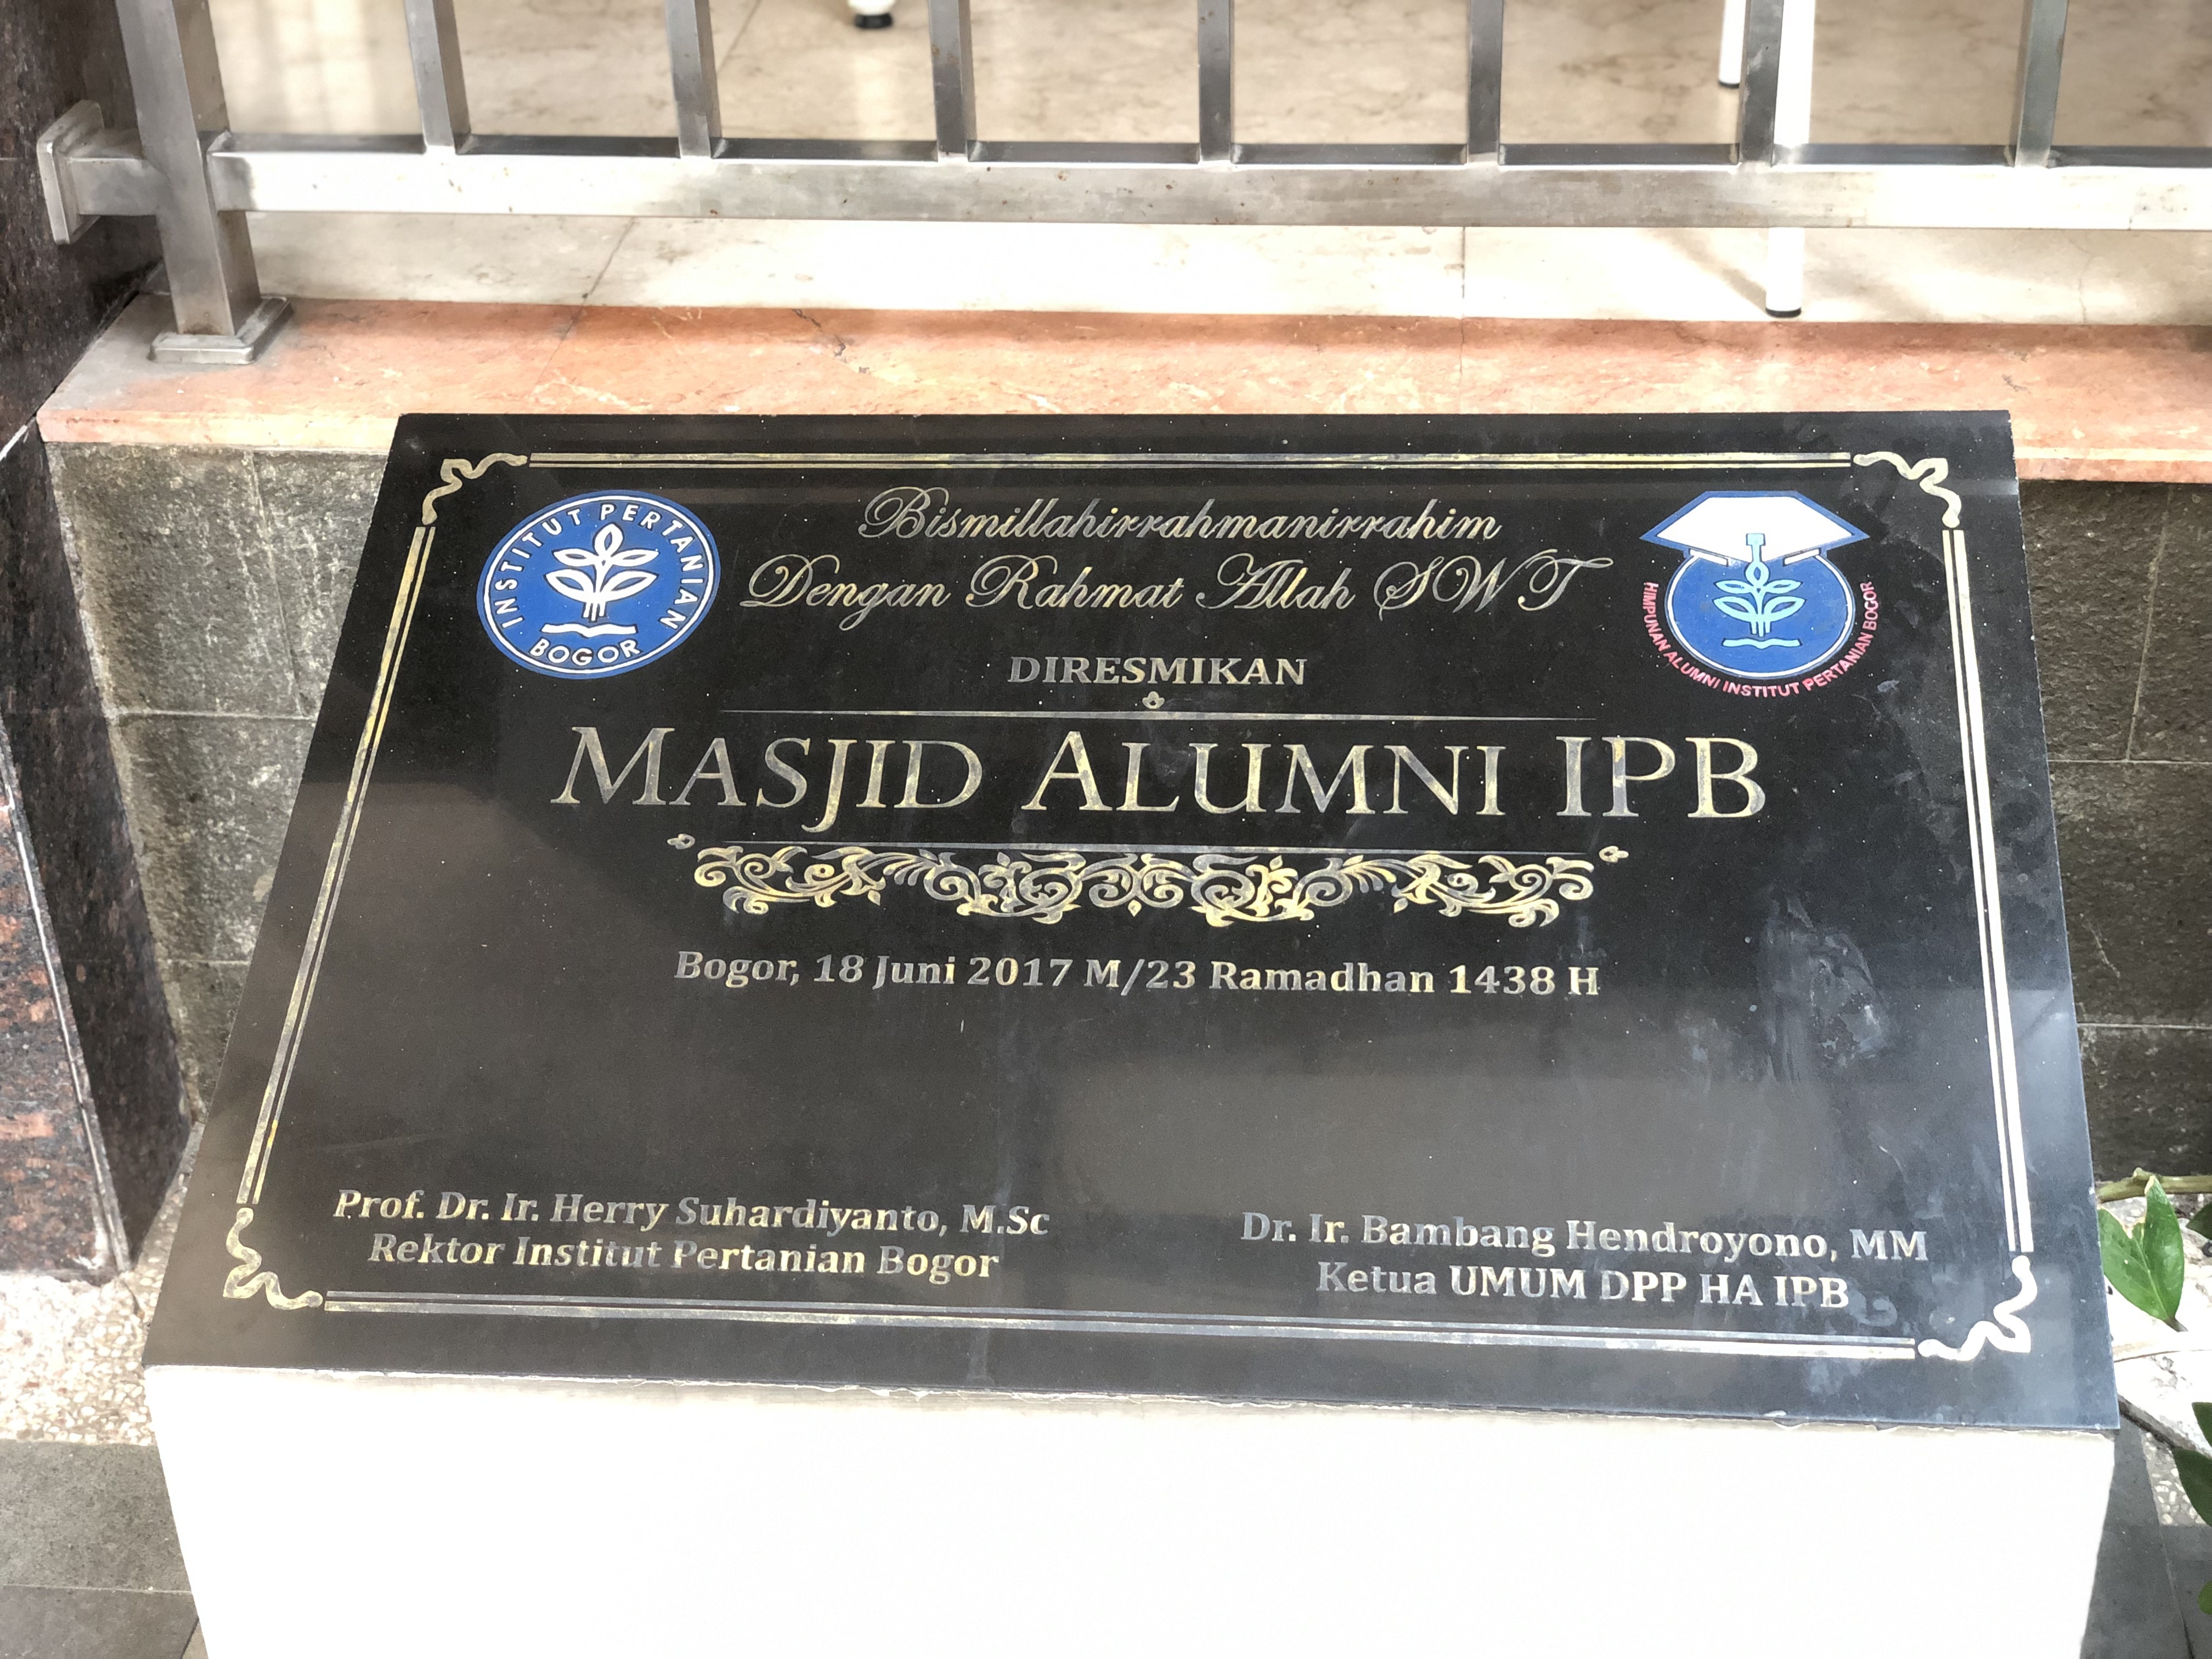 INSTITUT PERTANIAN
BOGOR
Bismillahirrahmanirrahim
Dengan Rahmat Allah SWT
HIMPUNAN ALUMNI INSTITUT PERTANIAN BOGOR
DIRESMIKAN
MASJID ALUMNI IPB
Bogor, 18 Juni 2017 M/23 Ramadhan 1438 H
Prof. Dr. Ir. Herry Suhardiyanto, M.Sc
Rektor Institut Pertanian Bogor
Dr. Ir. Bambang Hendroyono, MM
Ketua UMUM DPP HA IPB